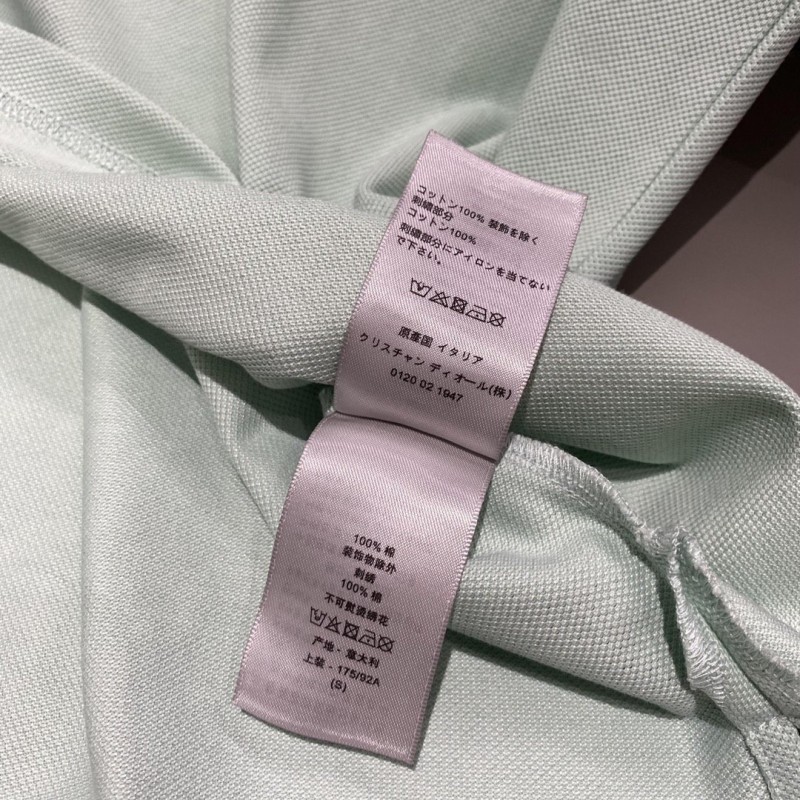 コットン100% 装飾を除く
刺繍部分
コットン100%
刺繍部分にアイロンを当てない
で下さい。
原產国 イタリア
クリスチャン ディオール(株)
0120 02 1947
100% 棉
装饰物除外
刺绣
100% 棉
不可熨烫绣花
产地 - 意大利
上装 - 175/92A
(S)